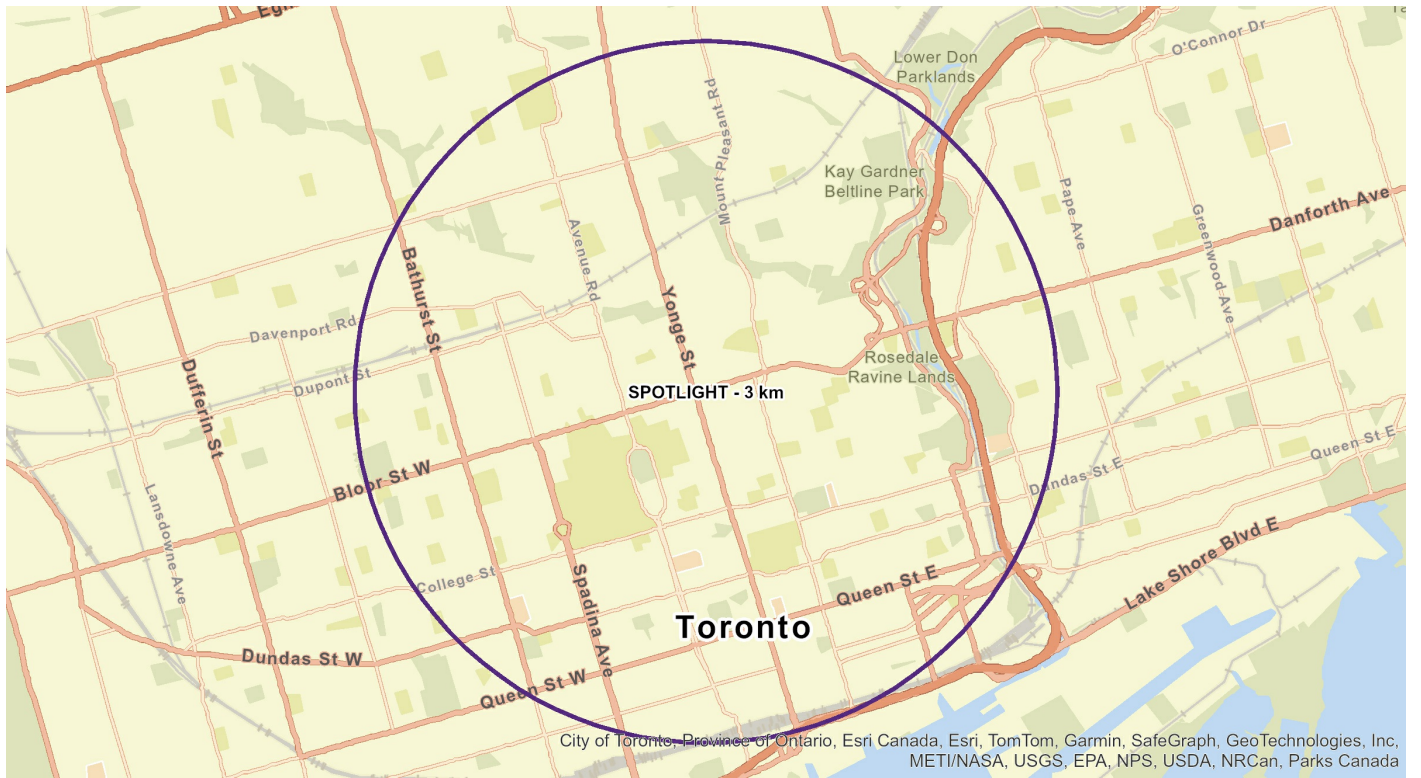 Egl
Lower Don
Parklands
O'Connor Dr
Mount Pleasant Rd
Kay Gardner
Beltline Park
Pape Ave
Greenwood Ave
Danforth Ave
Avenue Rd
Bathurst St
Yonge St
Davenport Rd
Dupont St
Dufferin St
Rosedale
Ravine Lands
SPOTLIGHT - 3 km
Bloor St W
Lansdowne Ave
Queen St E
Dundas St E
Lake Shore Blvd E
College St
Spadina Ave
Queen St E
Toronto
Dundas St W
Queen St W
City of Toronto, Province of Ontario, Esri Canada, Esri, TomTom, Garmin, SafeGraph, GeoTechnologies, Inc,
METI/NASA, USGS, EPA, NPS, USDA, NRCan, Parks Canada